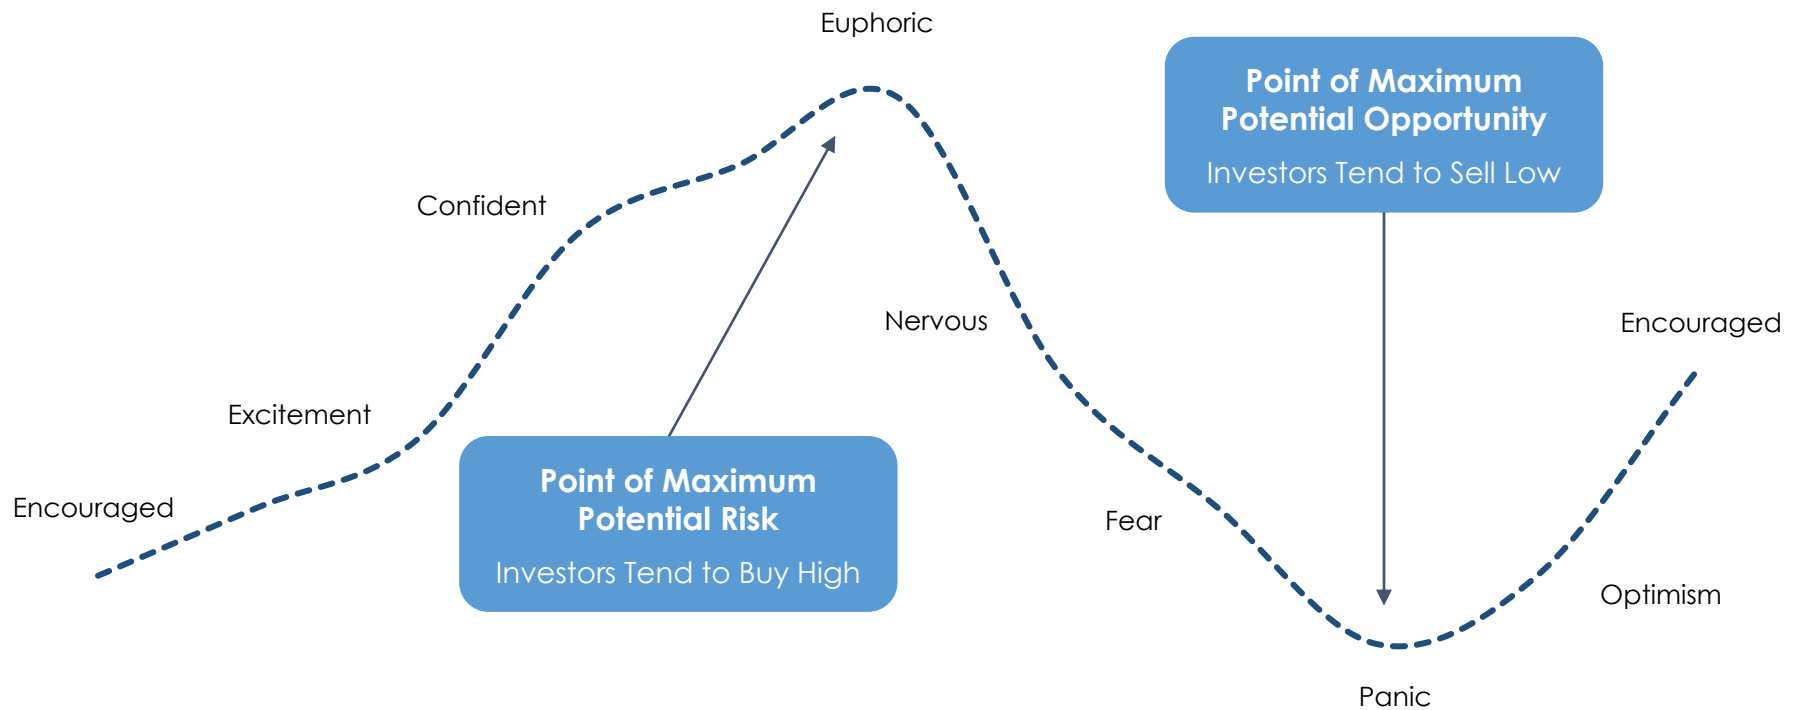 Euphoric
Point of Maximum
Potential Opportunity
Investors Tend to Sell Low
Confident
Nervous
Encouraged
Excitement
Point of Maximum
Potential Risk
Investors Tend to Buy High
Encouraged
Fear
Optimism
Panic